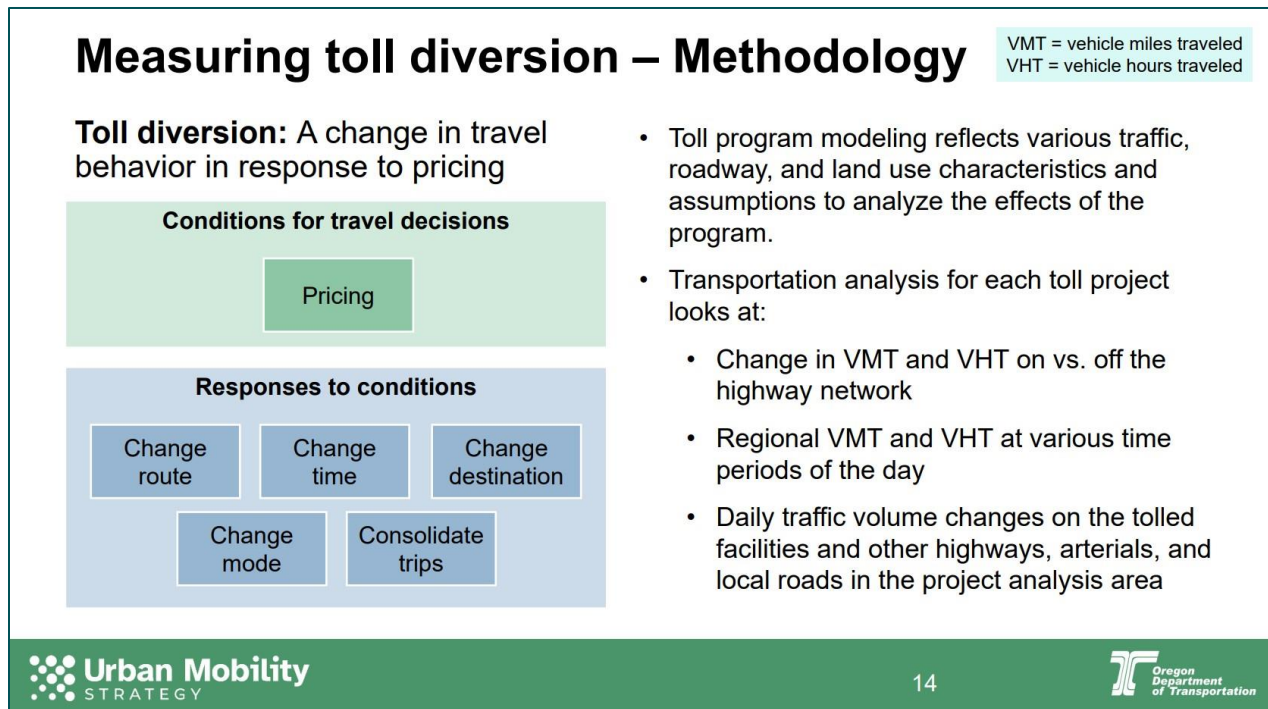 Measuring toll diversion – Methodology
VMT = vehicle miles traveled
VHT = vehicle hours traveled
Toll diversion: A change in travel
behavior in response to pricing
Conditions for travel decisions
Pricing
Responses to conditions
Change
route
Change
time
Change
destination
Change
mode
Consolidate
trips
• Toll program modeling reflects various traffic,
roadway, and land use characteristics and
assumptions to analyze the effects of the
program.
• Transportation analysis for each toll project
looks at:
• Change in VMT and VHT on vs. off the
highway network
• Regional VMT and VHT at various time
periods of the day
• Daily traffic volume changes on the tolled
facilities and other highways, arterials, and
local roads in the project analysis area
Urban Mobility
STRATEGY
14
Oregon
Department
of Transportation